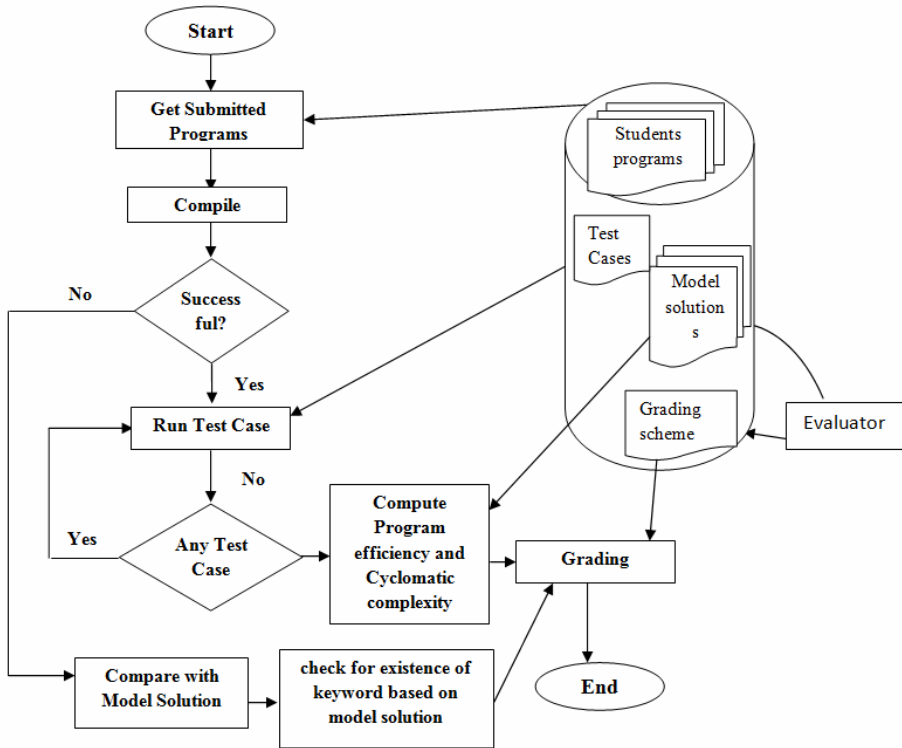 Start
Get Submitted
Programs
Students
programs
Compile
Test
Cases
Model
solution
s
No
Success
ful?
Yes
Run Test Case
Grading
scheme
Evaluator
No
Yes
Any Test
Case
Compute
Program
efficiency and
Cyclomatic
complexity
Grading
Compare with
Model Solution
check for existence of
keyword based on
model solution
End